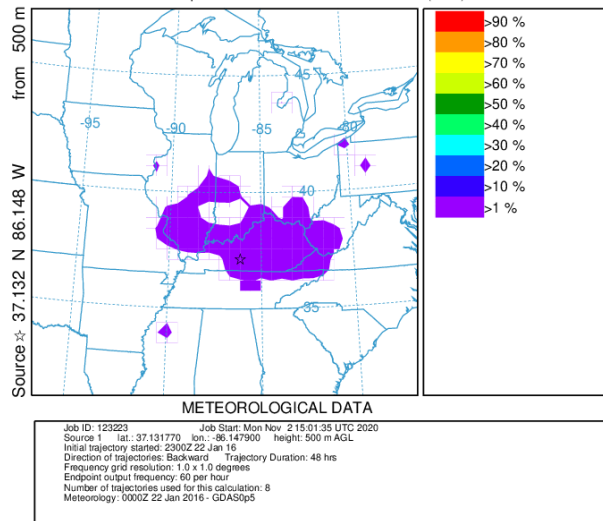 >90 %
>80 %
>70 %
>60 %
>50 %
>40 %
>30 %
>20 %
>10 %
>1 %
45
-95
-90
-85
-80
40
35
Source ☆ 37.132 N 86.148 W from 500 m
METEOROLOGICAL DATA
Job ID: 123223 Job Start: Mon Nov 2 15:01:35 UTC 2020
Source 1 lat.: 37.131770 lon.: -86.147900 height: 500 m AGL
Initial trajectory started: 2300Z 22 Jan 16
Direction of trajectories: Backward Trajectory Duration: 48 hrs
Frequency grid resolution: 1.0 x 1.0 degrees
Endpoint output frequency: 60 per hour
Number of trajectories used for this calculation: 8
Meteorology: 0000Z 22 Jan 2016 - GDAS0p5